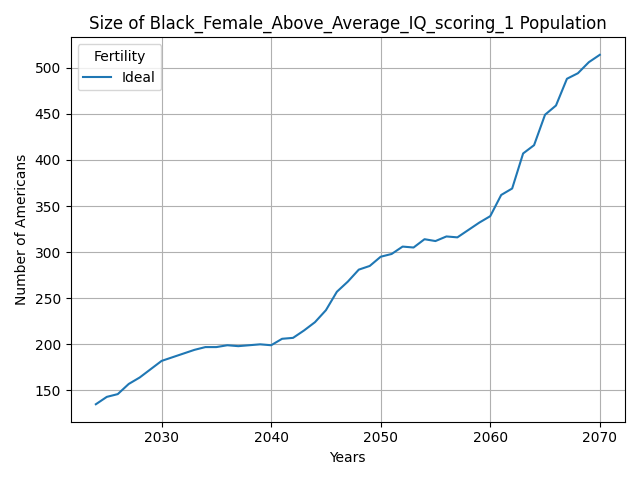 Size of Black_Female_Above_Average_IQ_scoring_1 Population
Fertility
Ideal
Number of Americans
500
450
400
350
300
250
200
150
2030 2040 2050 2060 2070
Years